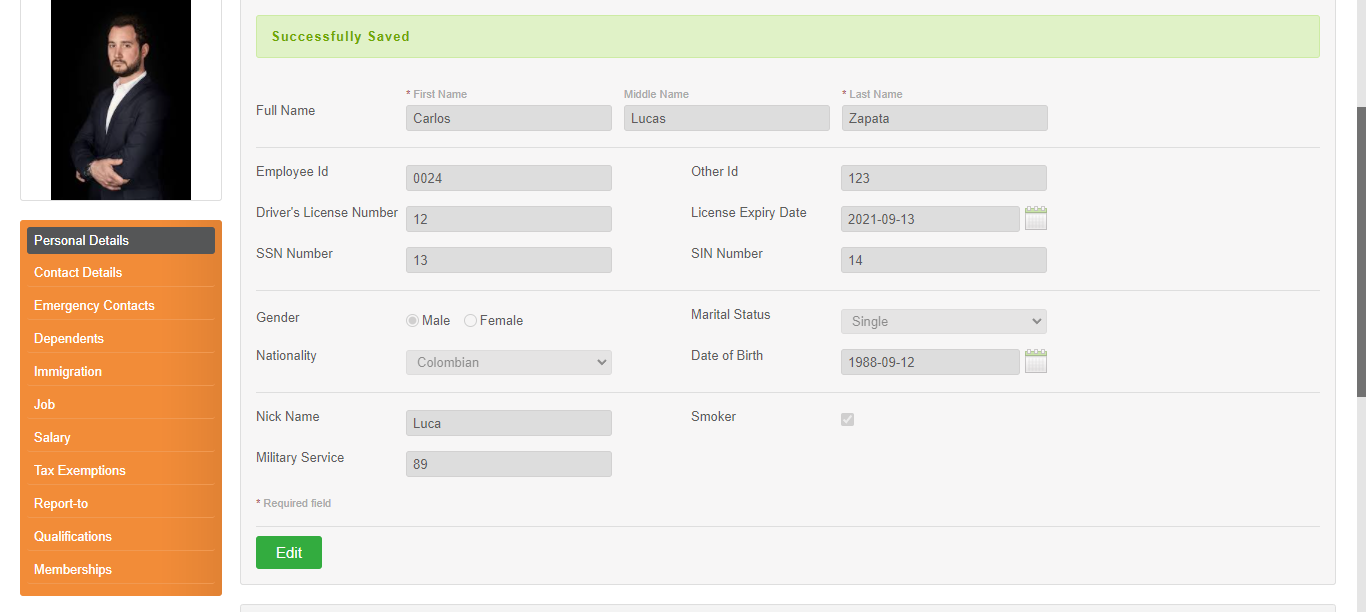 Successfully Saved
* First Name
Middle Name
* Last Name
Full Name
Carlos
Lucas
Zapata
Employee Id
0024
Other Id
123
Driver's License Number
12
License Expiry Date
2021-09-13
SSN Number
13
SIN Number
14
Gender
Male
Female
Marital Status
Single
Nationality
Colombian
Date of Birth
1988-09-12
Nick Name
Luca
Smoker
Military Service
89
* Required field
Edit
Personal Details
Contact Details
Emergency Contacts
Dependents
Immigration
Job
Salary
Tax Exemptions
Report-to
Qualifications
Memberships